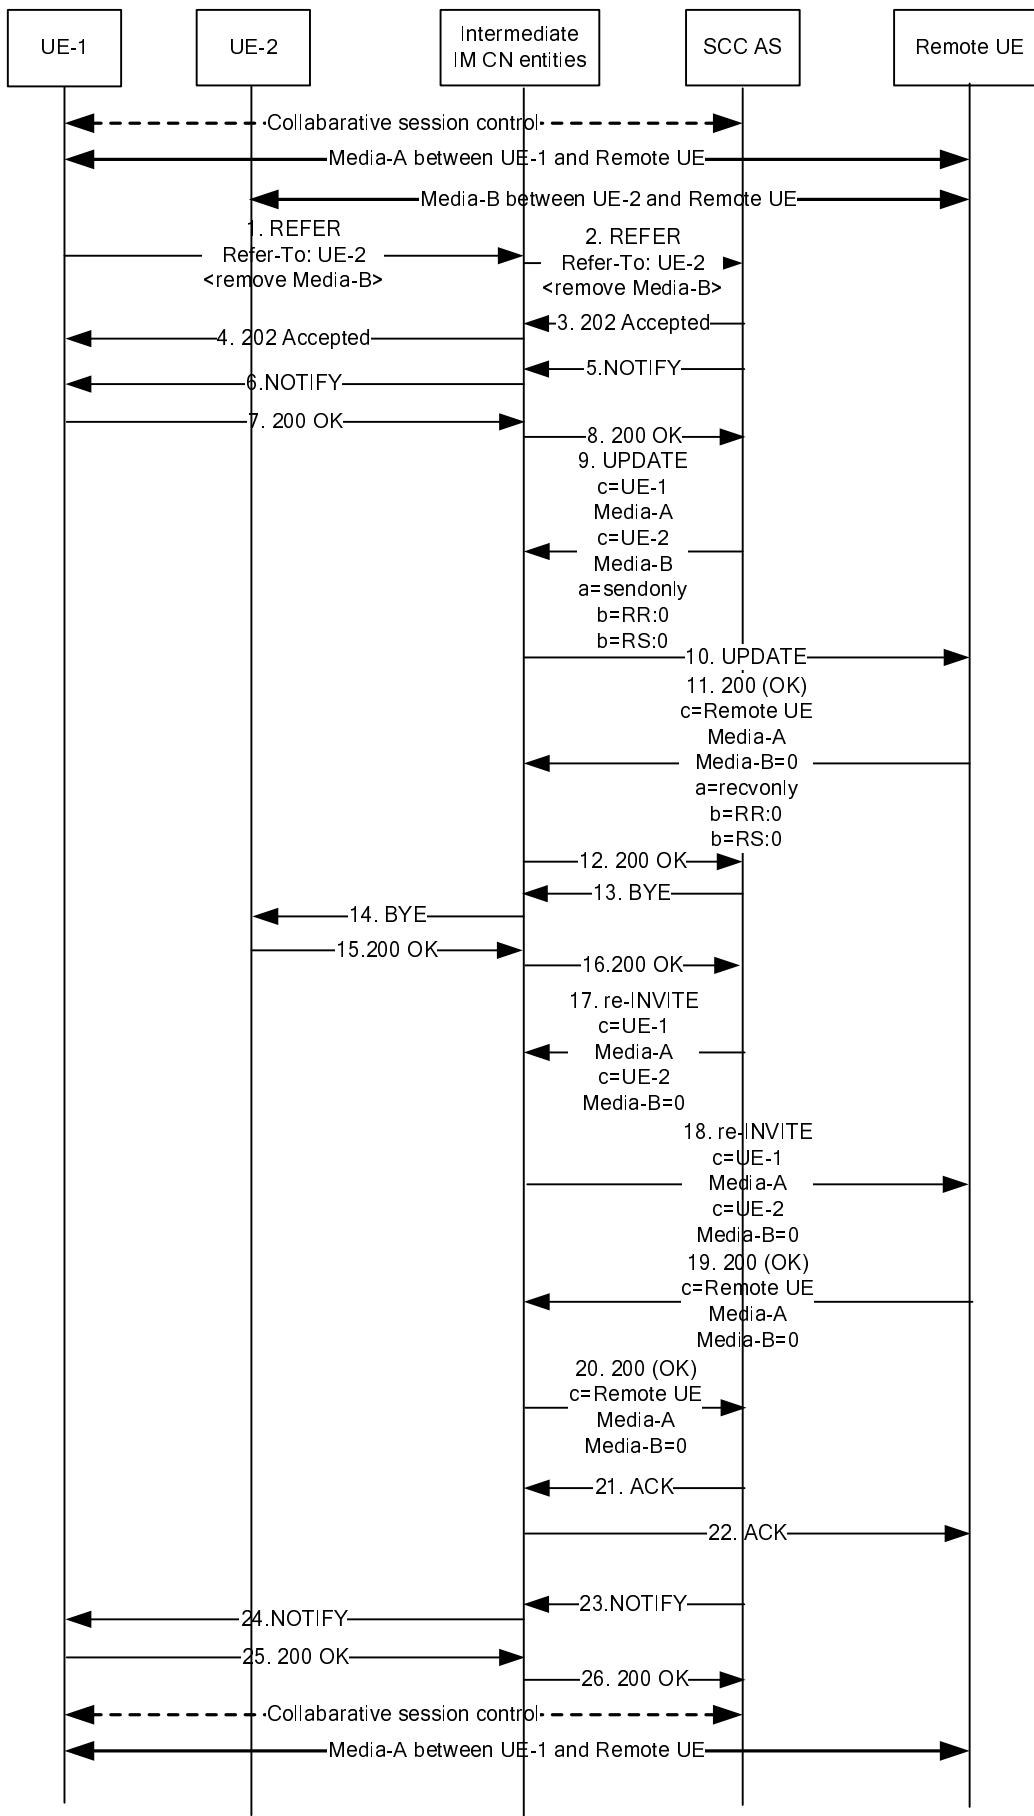 UE-1
UE-2
Intermediate
IM CN entities
SCC AS
Remote UE
Collabarative session control
Media-A between UE-1 and Remote UE
Media-B between UE-2 and Remote UE
1. REFER
Refer-To: UE-2
<remove Media-B>
2. REFER
Refer-To: UE-2
<remove Media-B>
3. 202 Accepted
4. 202 Accepted
5.NOTIFY
6.NOTIFY
7. 200 OK
8. 200 OK
9. UPDATE
c=UE-1
Media-A
c=UE-2
Media-B
a=sendonly
b=RR:0
b=RS:0
10. UPDATE
11. 200 (OK)
c=Remote UE
Media-A
Media-B=0
a=recvonly
b=RR:0
b=RS:0
12. 200 OK
13. BYE
14. BYE
15.200 OK
16.200 OK
17. re-INVITE
c=UE-1
Media-A
c=UE-2
Media-B=0
18. re-INVITE
c=UE-1
Media-A
c=UE-2
Media-B=0
19. 200 (OK)
c=Remote UE
Media-A
Media-B=0
20. 200 (OK)
c=Remote UE
Media-A
Media-B=0
21. ACK
22. ACK
23.NOTIFY
24.NOTIFY
25. 200 OK
26. 200 OK
Collabarative session control
Media-A between UE-1 and Remote UE